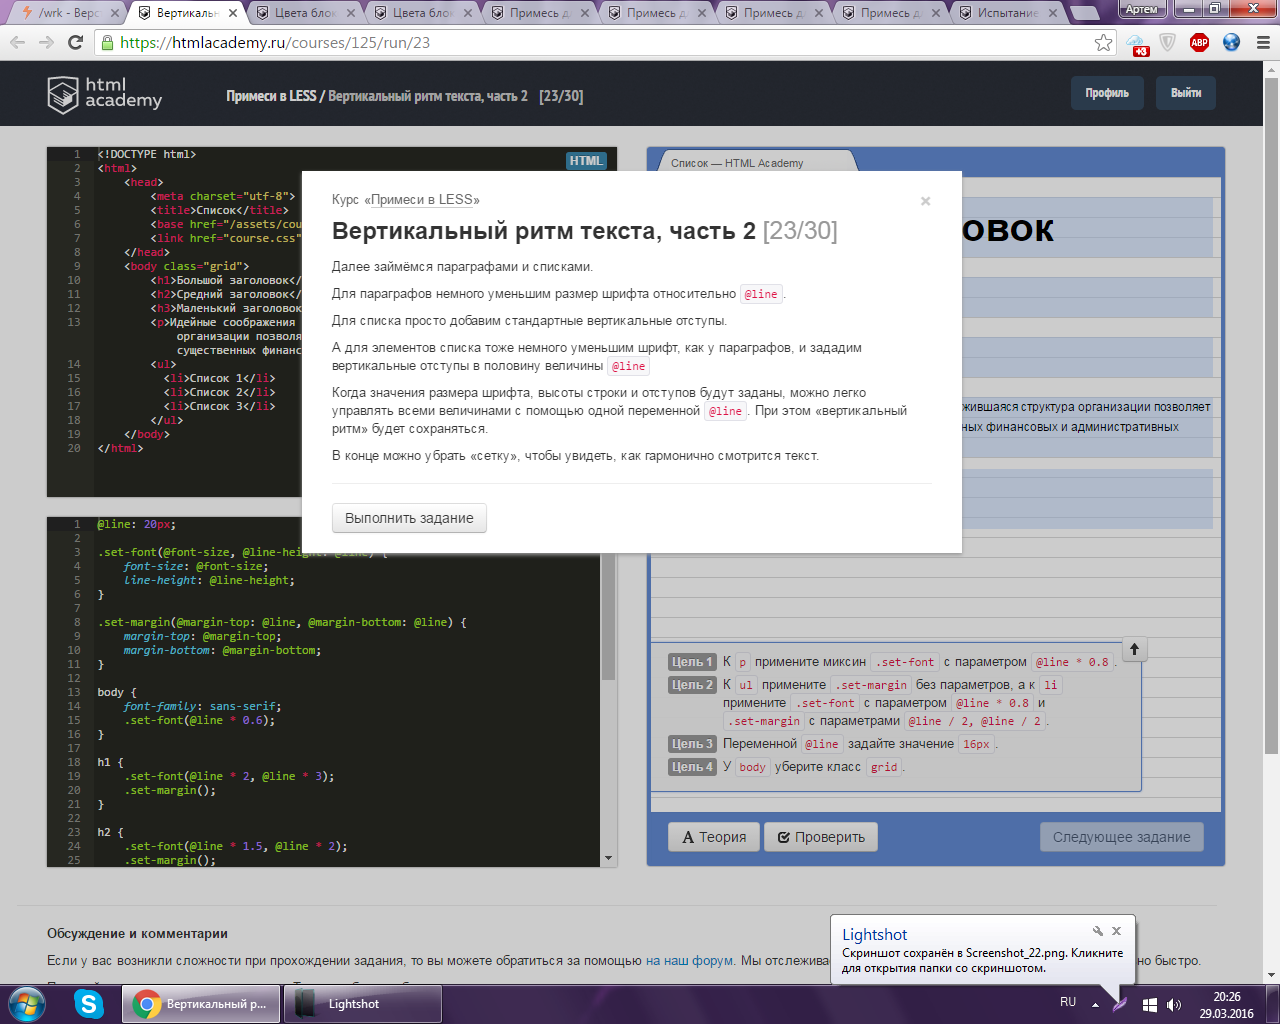 /wrk - Верс
Вертикаль
Цвета блок
Цвета блок
Примесь д
Примесь д
Примесь д
Примесь д
Испытание
Артем
https://htmlacademy.ru/courses/125/run/23
+3
ABP
html
academy
Примеси в LESS / Вертикальный ритм текста, часть 2 [23/30]
Профиль
Выйти
HTML
1 <!DOCTYPE html>
2 <html>
3 <head>
4 <meta charset="utf-8">
5 <title>Список</title>
6 <base href="/assets/cou
7 <link href="course.css"
8 </head>
9 <body class="grid">
10 <h1>Большой заголовок</
11 <h2>Средний заголовок</
12 <h3>Маленький заголовок
13 <p>Идейные соображения
организации позволя
существенных финанс
14 <ul>
15 <li>Список 1</li>
16 <li>Список 2</li>
17 <li>Список 3</li>
18 </ul>
19 </body>
20 </html>
Список — HTML Academy
овок
жившаяся структура организации позволяет
ных финансовых и административных
Курс «Примеси в LESS»
×
Вертикальный ритм текста, часть 2 [23/30]
Далее займёмся параграфами и списками.
Для параграфов немного уменьшим размер шрифта относительно @line.
Для списка просто добавим стандартные вертикальные отступы.
А для элементов списка тоже немного уменьшим шрифт, как у параграфов, и зададим
вертикальные отступы в половину величины @line
Когда значения размера шрифта, высоты строки и отступов будут заданы, можно легко
управлять всеми величинами с помощью одной переменной @line. При этом «вертикальный
ритм» будет сохраняться.
В конце можно убрать «сетку», чтобы увидеть, как гармонично смотрится текст.
Выполнить задание
1 @line: 20px;
2
3 .set-font(@font-size, @line-height: @line) {
4 font-size: @font-size;
5 line-height: @line-height;
6 }
7
8 .set-margin(@margin-top: @line, @margin-bottom: @line) {
9 margin-top: @margin-top;
10 margin-bottom: @margin-bottom;
11 }
12
13 body {
14 font-family: sans-serif;
15 .set-font(@line * 0.6);
16 }
17
18 h1 {
19 .set-font(@line * 2, @line * 3);
20 .set-margin();
21 }
22
23 h2 {
24 .set-font(@line * 1.5, @line * 2);
25 .set-margin();
Цель 1 К p примените миксин .set-font с параметром @line * 0.8.
Цель 2 К ul примените .set-margin без параметров, а к li
примените .set-font с параметром @line * 0.8 и
.set-margin с параметрами @line / 2, @line / 2.
Цель 3 Переменной @line задайте значение 16px.
Цель 4 У body уберите класс grid.
Теория
Проверить
Следующее задание
Обсуждение и комментарии
Если у вас возникли сложности при прохождении задания, то вы можете обратиться за помощью на наш форум. Мы отслежива
но быстро.
Lightshot
Скриншот сохранён в Screenshot_22.png. Кликните
для открытия папки со скриншотом.
Вертикальный р...
Lightshot
RU
20:26
29.03.2016